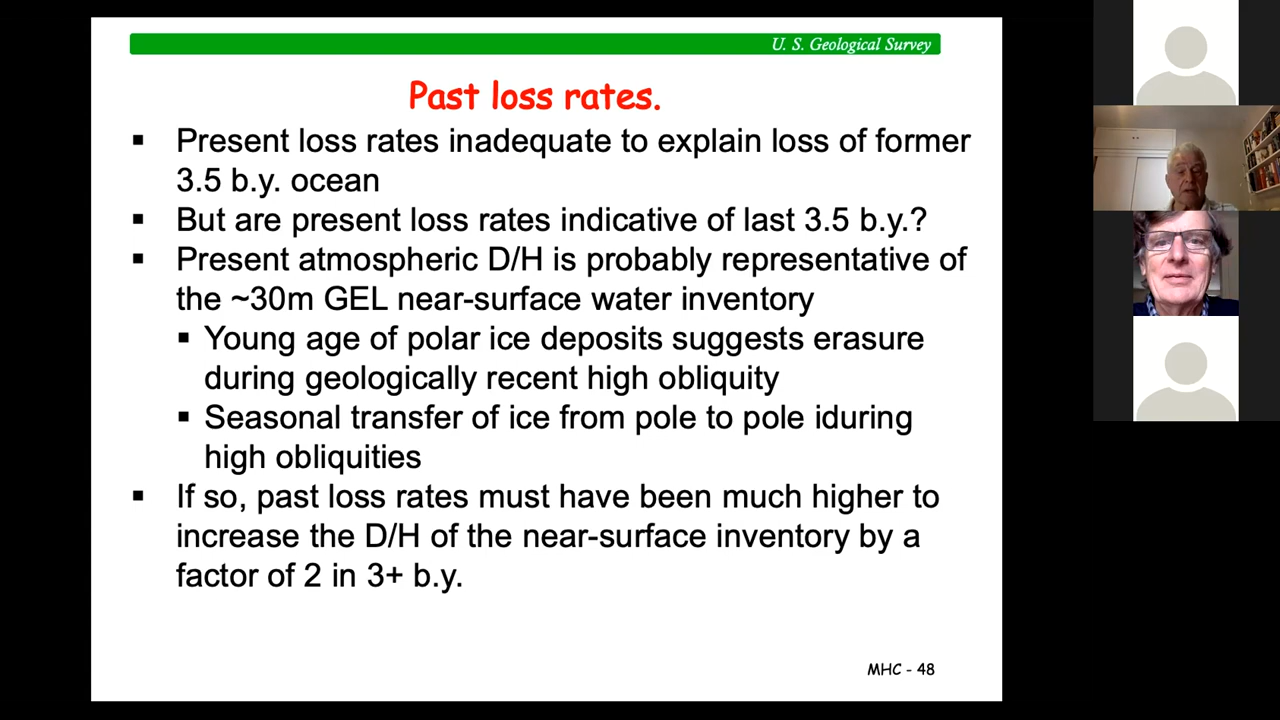 U. S. Geological Survey
Past loss rates.
▪ Present loss rates inadequate to explain loss of former
3.5 b.y. ocean
▪ But are present loss rates indicative of last 3.5 b.y.?
▪ Present atmospheric D/H is probably representative of
the ~30m GEL near-surface water inventory
▪ Young age of polar ice deposits suggests erasure
during geologically recent high obliquity
▪ Seasonal transfer of ice from pole to pole iduring
high obliquities
▪ If so, past loss rates must have been much higher to
increase the D/H of the near-surface inventory by a
factor of 2 in 3+ b.y.
MHC - 48